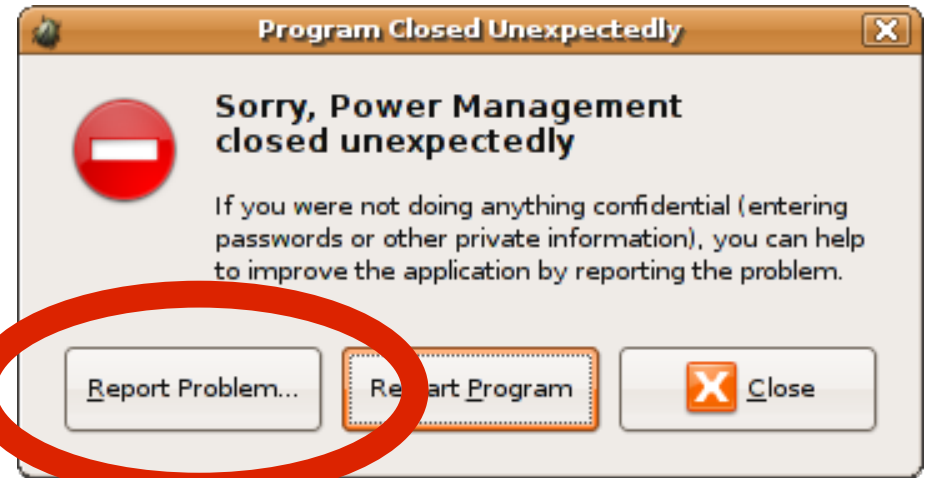 Program Closed Unexpectedly
Sorry, Power Management
closed unexpectedly
If you were not doing anything confidential (entering
passwords or other private information), you can help
to improve the application by reporting the problem.
Report Problem...
Restart Program
Close